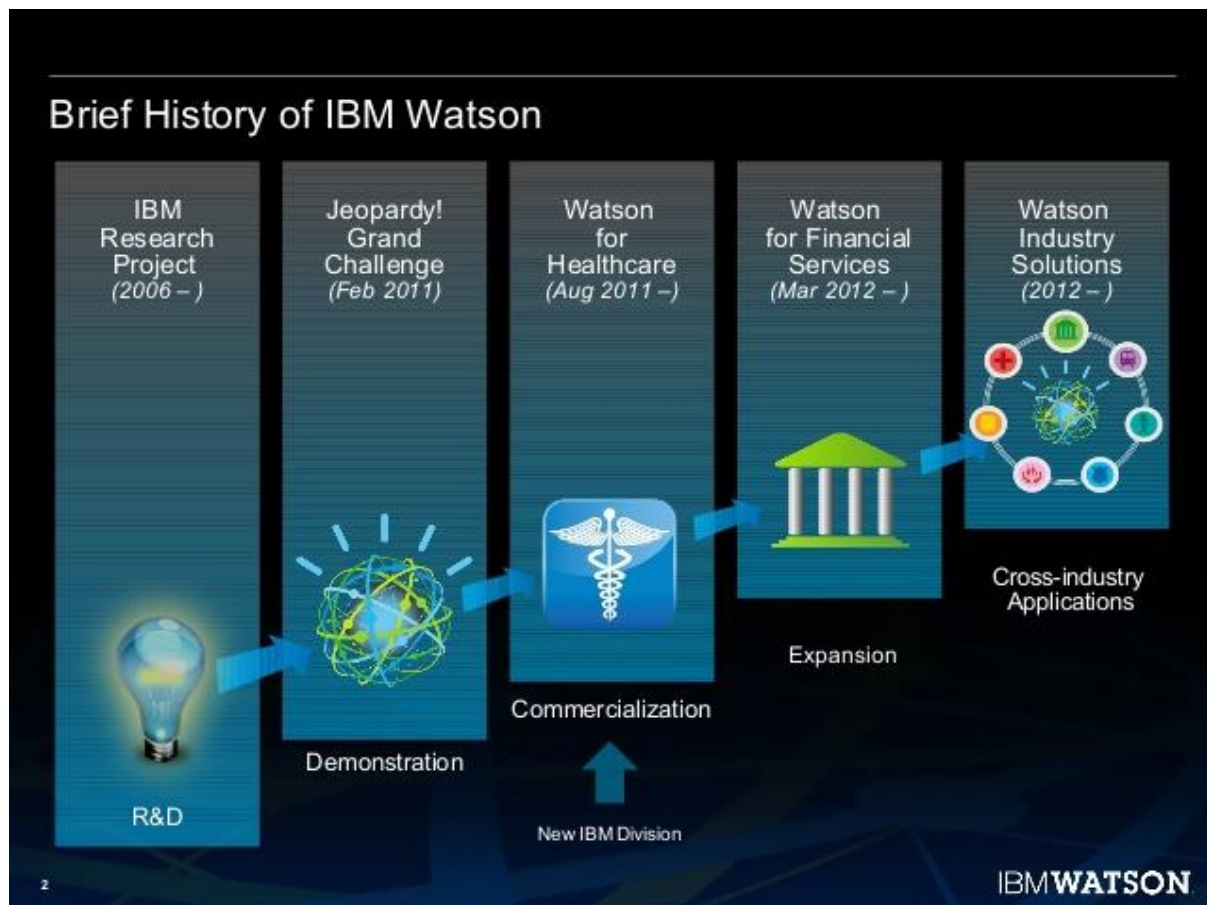 Brief History of IBM Watson
IBM
Research
Project
(2006 – )
R&D
Jeopardy!
Grand
Challenge
(Feb 2011)
Demonstration
Watson
for
Healthcare
(Aug 2011 –)
Commercialization
New IBM Division
Watson
for Financial
Services
(Mar 2012 – )
Expansion
Watson
Industry
Solutions
(2012 – )
Cross-industry
Applications
2
IBMWATSON